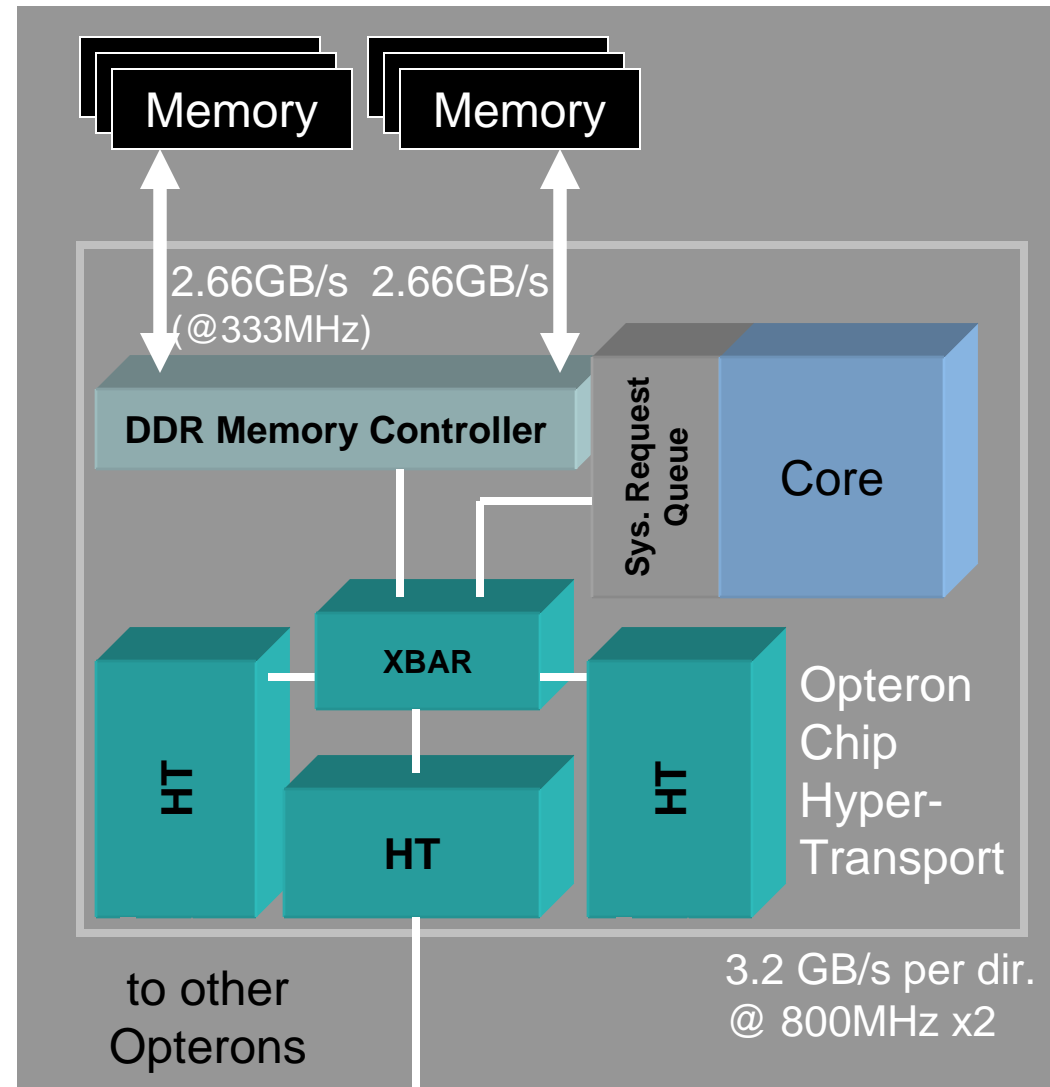 Memory Memory
2.66GB/s 2.66GB/s
(@333MHz)
DDR Memory Controller
Sys. Request
Queue
Core
XBAR
HT
HT
HT
Opteron
Chip
Hyper-
Transport
to other
Opterons
3.2 GB/s per dir.
@ 800MHz x2